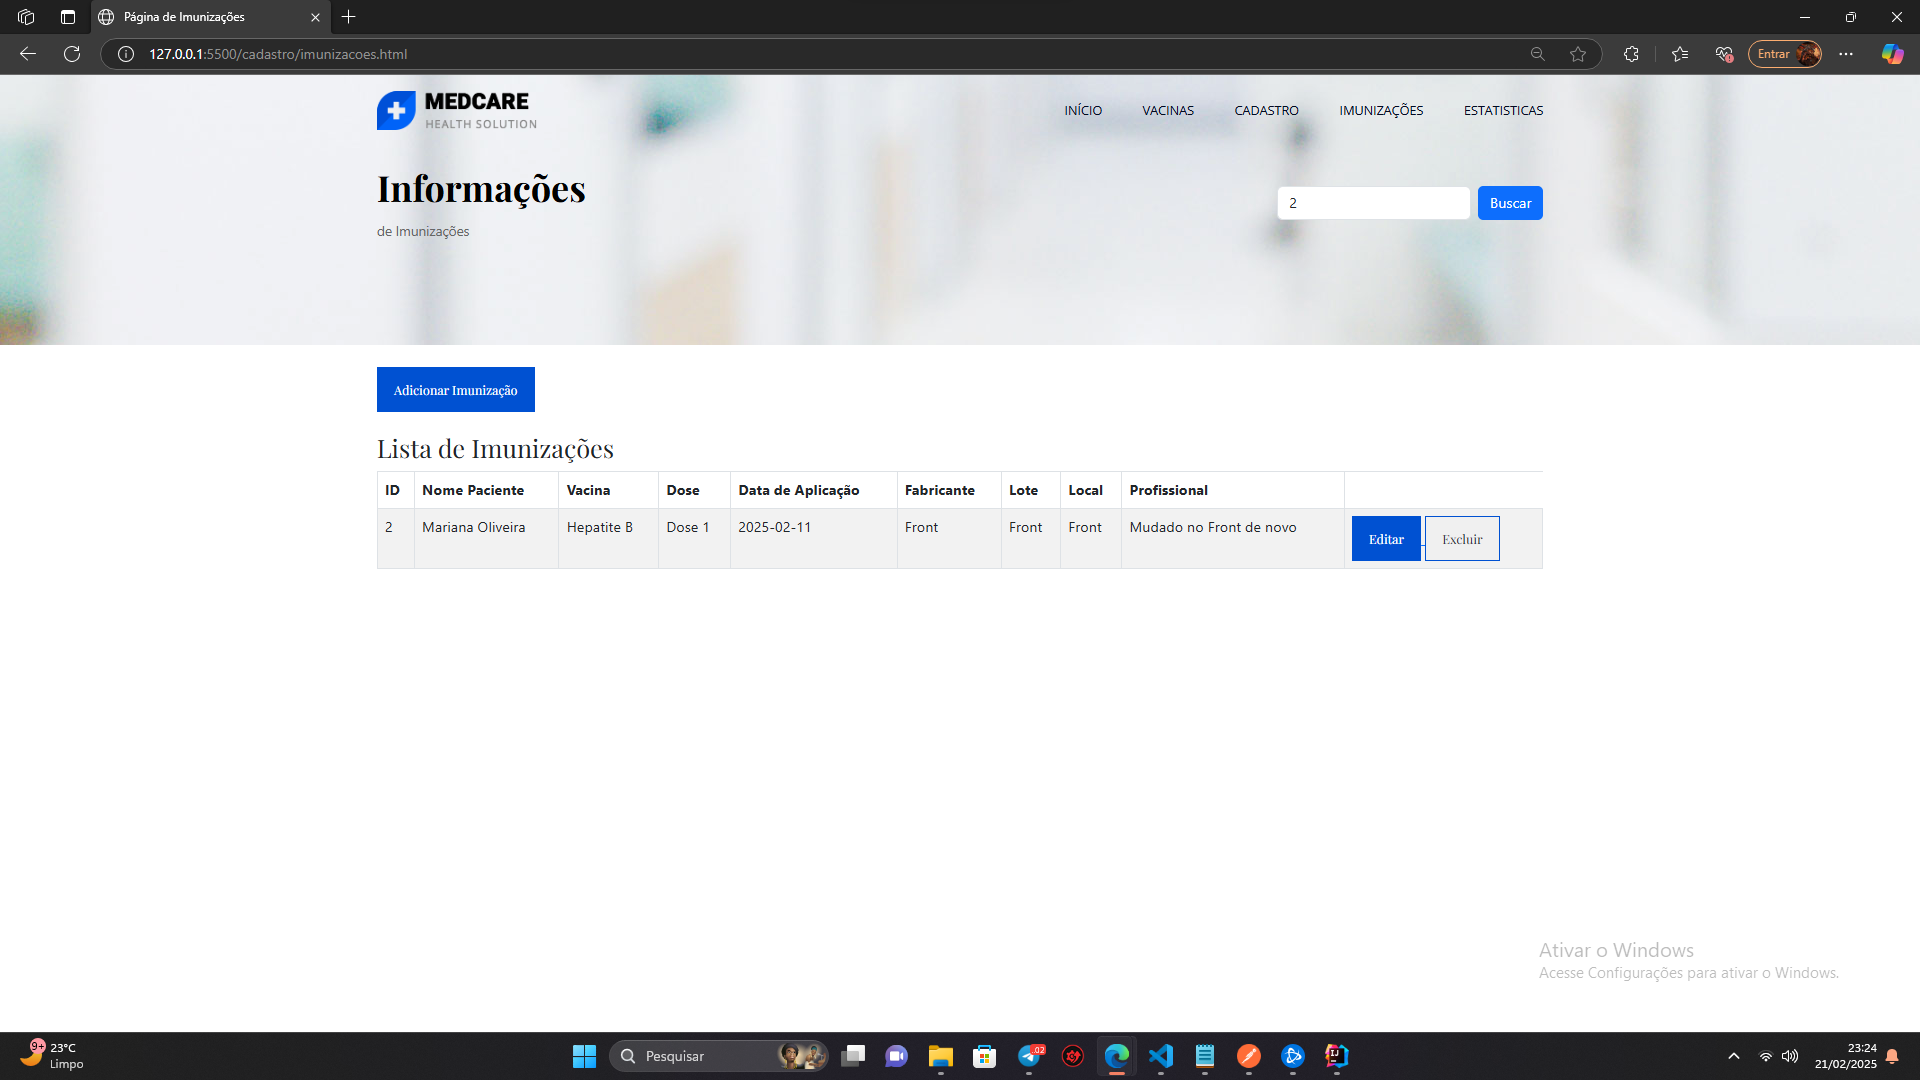 Página de Imunizações
127.0.0.1:5500/cadastro/imunizacoes.html
Entrar
MEDCARE
HEALTH SOLUTION
INÍCIO VACINAS CADASTRO IMUNIZAÇÕES ESTATISTICAS
Informações
de Imunizações
2 Buscar
Adicionar Imunização
Lista de Imunizações
ID Nome Paciente Vacina Dose Data de Aplicação Fabricante Lote Local Profissional
2 Mariana Oliveira Hepatite B Dose 1 2025-02-11 Front Front Front Mudado no Front de novo Editar Excluir
Ativar o Windows
Acesse Configurações para ativar o Windows.
9+
23°C
Limpo
Pesquisar
02
IJ
23:24
21/02/2025